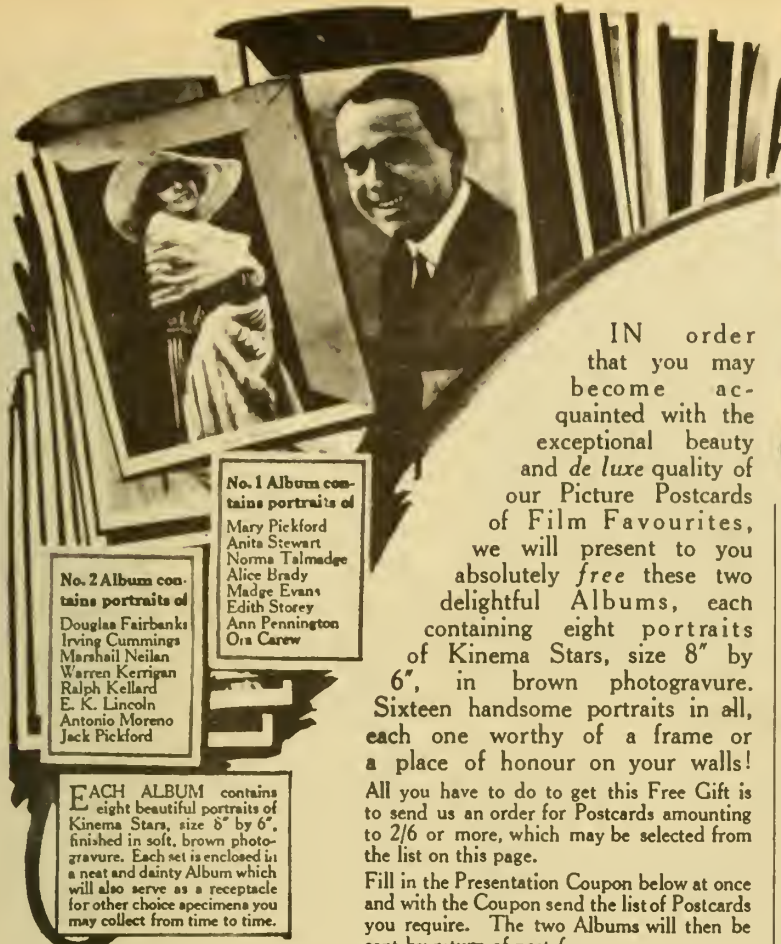 No. 1 Album con-
tains portraits of
Mary Pickford
Anita Stewart
Norma Talmadge
Alice Brady
Madge Evans
Edith Storey
Ann Pennington
Ora Carew
No. 2 Album con-
tains portraits of
Douglas Fairbanks
Irving Cummings
Marshall Neilan
Warren Kerrigan
Ralph Kellard
E. K. Lincoln
Antonio Moreno
Jack Pickford
EACH ALBUM contains
eight beautiful portraits of
Kinema Stars, size 8" by 6",
finished in soft, brown photo-
gravure. Each set is enclosed in
a neat and dainty Album which
will also serve as a receptacle
for other choice specimens you
may collect from time to time.
IN order
that you may
become ac-
quainted with the
exceptional beauty
and de luxe quality of
our Picture Postcards
of Film Favourites,
we will present to you
absolutely free these two
delightful Albums, each
containing eight portraits
of Kinema Stars, size 8" by
6", in brown photogravure.
Sixteen handsome portraits in all,
each one worthy of a frame or
a place of honour on your walls!
All you have to do to get this Free Gift is
to send us an order for Postcards amounting
to 2/6 or more, which may be selected from
the list on this page.
Fill in the Presentation Coupon below at once
and with the Coupon send the list of Postcards
you require. The two Albums will then be